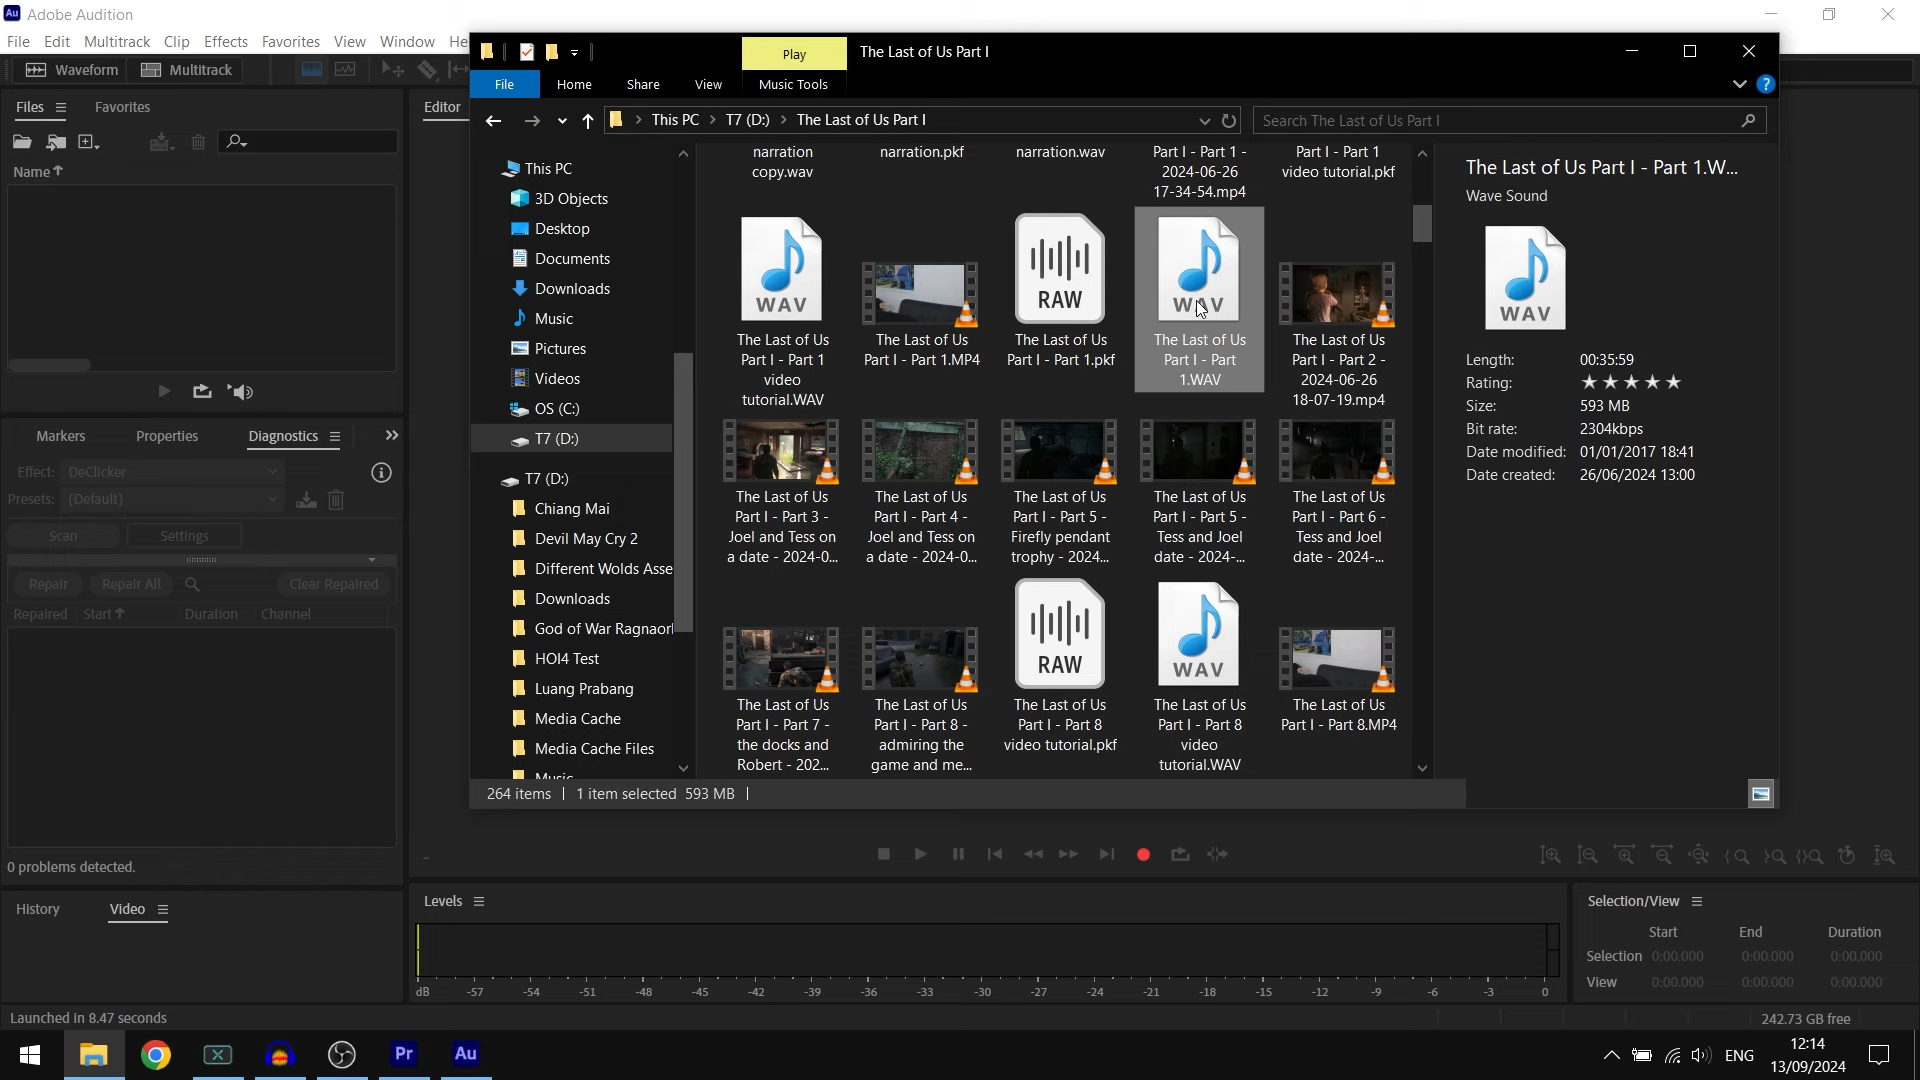 Au Adobe Audition
File Edit Multitrack Clip Effects Favorites View Window He
Waveform Multitrack
Files
Favorites
Name
Markers Properties Diagnostics
Effect: DeClicker
Presets: (Default)
Scan Settings
Repair Repair All Clear Repaired
Repaired Start Duration Channel
0 problems detected.
History Video
Launched in 8.47 seconds
Editor
Play The Last of Us Part I
File Home Share View Music Tools
This PC T7 (D:) The Last of Us Part I
Search The Last of Us Part I
This PC
3D Objects
Desktop
Documents
Downloads
Music
Pictures
Videos
OS (C:)
T7 (D:)
T7 (D:)
Chiang Mai
Devil May Cry 2
Different Wolds Asse
Downloads
God of War Ragnaorl
HOI4 Test
Luang Prabang
Media Cache
Media Cache Files
Music
narration
copy.wav
narration.pkf
narration.wav
Part I - Part 1 -
2024-06-26
17-34-54.mp4
Part I - Part 1
video tutorial.pkf
WAV
The Last of Us
Part I - Part 1
video
tutorial.WAV
The Last of Us
Part I - Part 1.MP4
RAW
The Last of Us
Part I - Part 1.pkf
WAV
The Last of Us
Part I - Part
1.WAV
The Last of Us
Part I - Part 2 -
2024-06-26
18-07-19.mp4
The Last of Us
Part I - Part 3 -
Joel and Tess on
a date - 2024-0...
The Last of Us
Part I - Part 4 -
Joel and Tess on
a date - 2024-0...
The Last of Us
Part I - Part 5 -
Firefly pendant
trophy - 2024...
The Last of Us
Part I - Part 5 -
Tess and Joel
date - 2024-...
The Last of Us
Part I - Part 6 -
Tess and Joel
date - 2024-...
The Last of Us
Part I - Part 7 -
the docks and
Robert - 202...
The Last of Us
Part I - Part 8 -
admiring the
game and me...
RAW
The Last of Us
Part I - Part 8
video tutorial.pkf
WAV
The Last of Us
Part I - Part 8
video
tutorial.WAV
The Last of Us
Part I - Part 8.MP4
The Last of Us Part I - Part 1.W...
Wave Sound
WAV
Length: 00:35:59
Rating: ★★★★★
Size: 593 MB
Bit rate: 2304kbps
Date modified: 01/01/2017 18:41
Date created: 26/06/2024 13:00
264 items 1 item selected 593 MB
Levels
dB -57 -54 -51 -48 -45 -42 -39 -36 -33 -30 -27 -24 -21 -18 -15 -12 -9 -6 -3 0
Selection/View
Start End Duration
Selection 0:00.000 0:00.000 0:00.000
View 0:00.000 0:00.000 0:00.000
242.73 GB free
Pr Au
ENG
12:14
13/09/2024